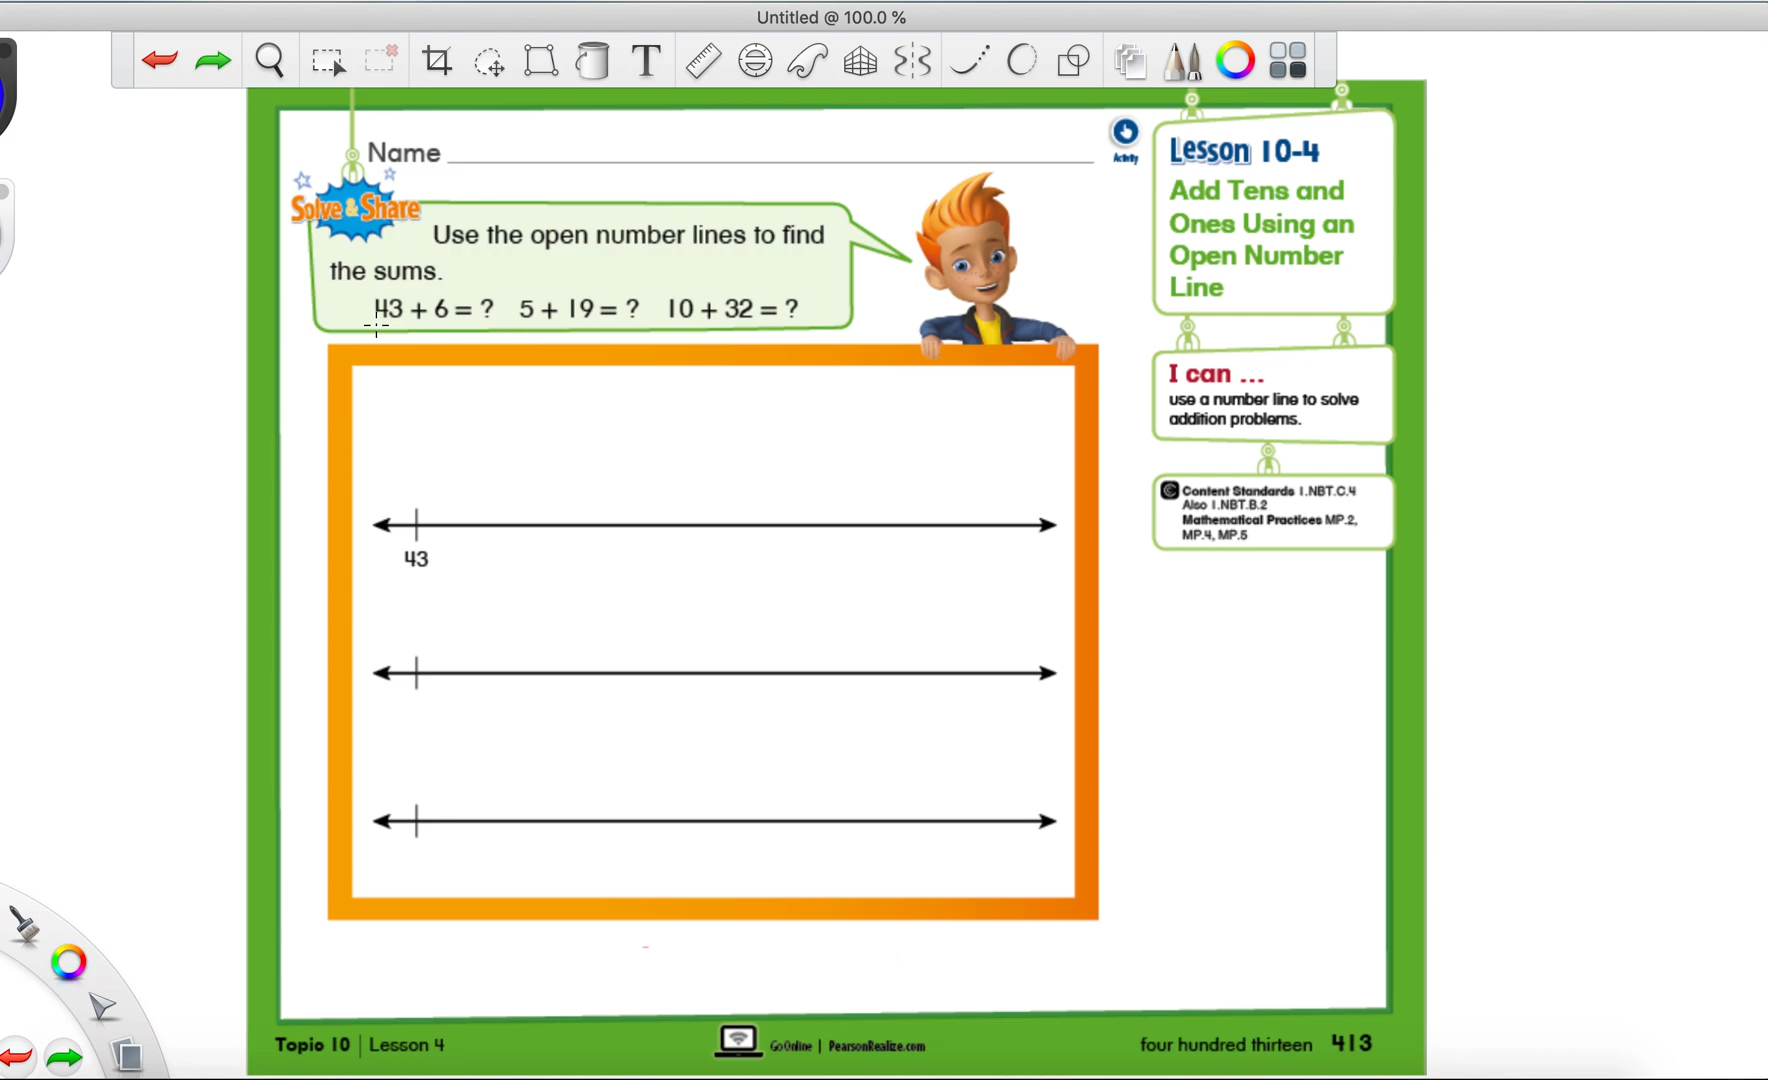 Untitled @ 100.0 %
T
Name
Activity
Lesson 10-4
Add Tens and
Ones Using an
Open Number
Line
Solve & Share
Use the open number lines to find
the sums.
43 + 6 = ? 5 + 19 = ? 10 + 32 = ?
I can ...
use a number line to solve
addition problems.
Content Standards 1.NBT.C.4
Also 1.NBT.B.2
Mathematical Practices MP.2,
MP.4, MP.5
43
Topic 10 | Lesson 4
Go Online | PearsonRealize.com
four hundred thirteen 413